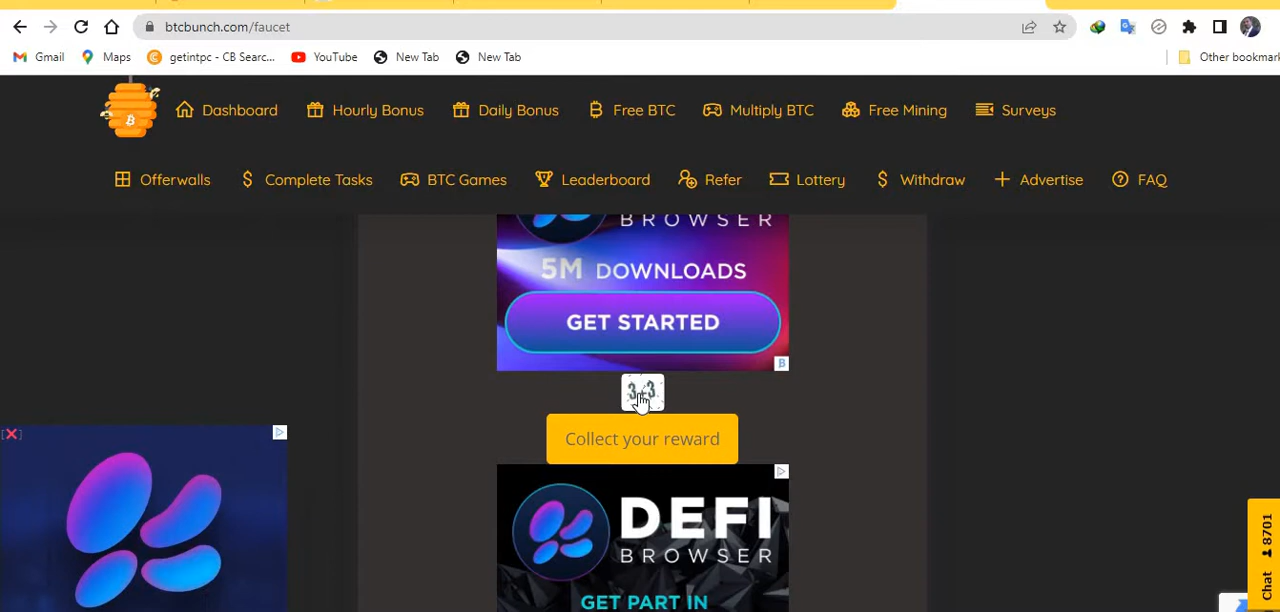 btcbunch.com/faucet
Gmail Maps getintpc - CB Searc... YouTube New Tab New Tab Other bookmark
Dashboard Hourly Bonus Daily Bonus Free BTC Multiply BTC Free Mining Surveys
Offerwalls Complete Tasks BTC Games Leaderboard Refer Lottery Withdraw Advertise FAQ
BROWSER
5M DOWNLOADS
GET STARTED
Collect your reward
DEFI
BROWSER
GET PART IN
Chat 8701